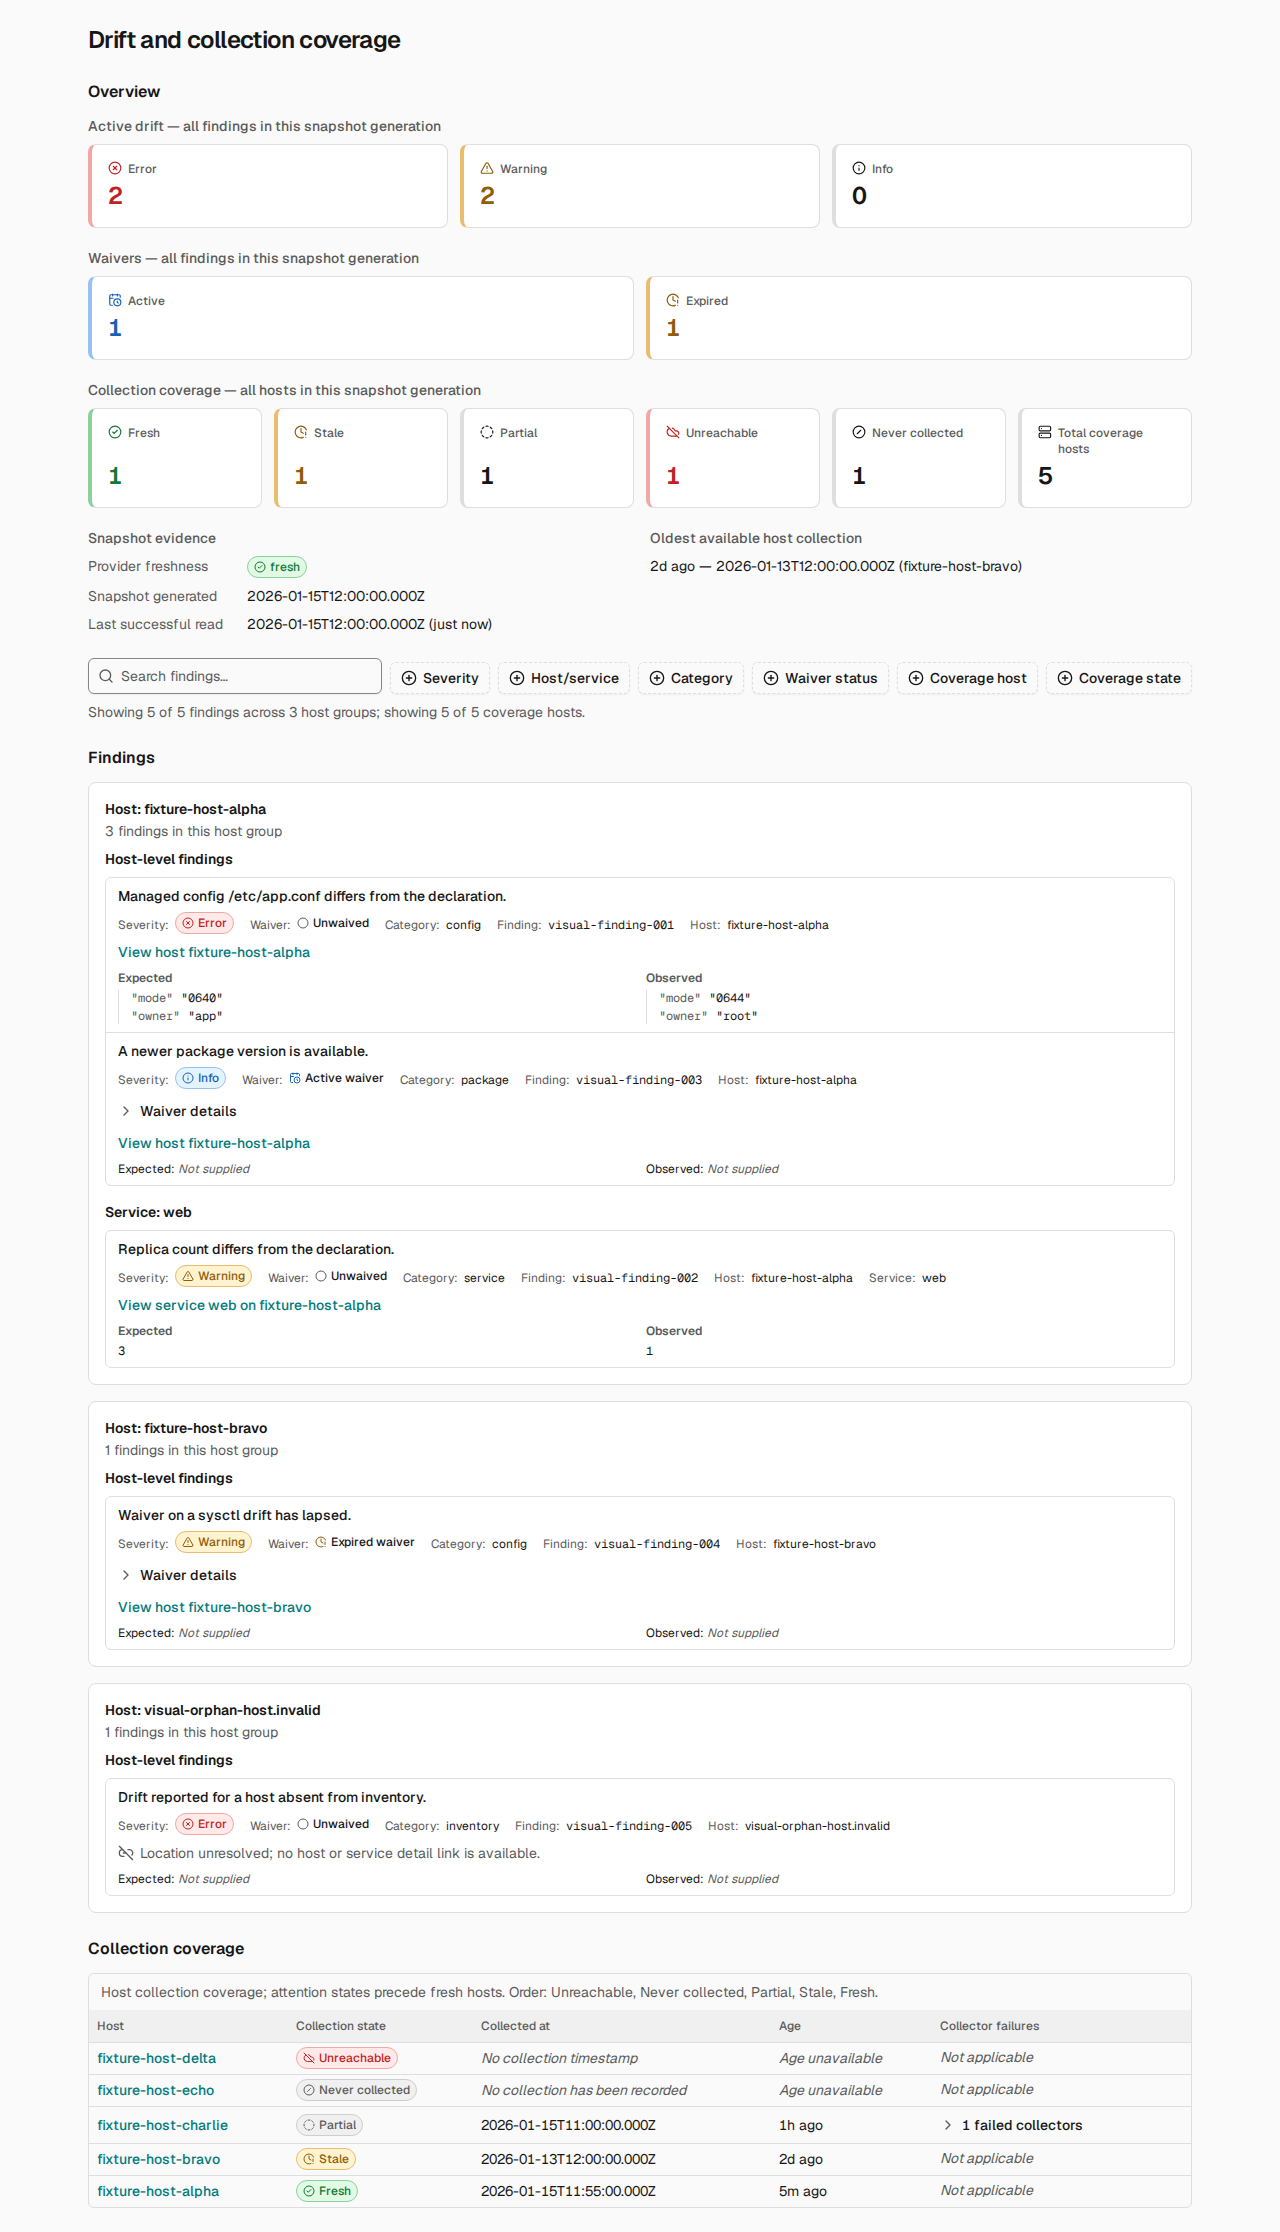 Drift and collection coverage
Overview
Active drift — all findings in this snapshot generation
Error
2
Warning
2
Info
0
Waivers — all findings in this snapshot generation
Active
1
Expired
1
Collection coverage — all hosts in this snapshot generation
Fresh
1
Stale
1
Partial
1
Unreachable
1
Never collected
1
Total coverage
hosts
5
Snapshot evidence
Provider freshness fresh
Snapshot generated 2026-01-15T12:00:00.000Z
Last successful read 2026-01-15T12:00:00.000Z (just now)
Oldest available host collection
2d ago — 2026-01-13T12:00:00.000Z (fixture-host-bravo)
Search findings...
Severity
Host/service
Category
Waiver status
Coverage host
Coverage state
Showing 5 of 5 findings across 3 host groups; showing 5 of 5 coverage hosts.
Findings
Host: fixture-host-alpha
3 findings in this host group
Host-level findings
Managed config /etc/app.conf differs from the declaration.
Severity: Error Waiver: Unwaived Category: config Finding: visual-finding-001 Host: fixture-host-alpha
View host fixture-host-alpha
Expected
"mode" "0640"
"owner" "app"
Observed
"mode" "0644"
"owner" "root"
A newer package version is available.
Severity: Info Waiver: Active waiver Category: package Finding: visual-finding-003 Host: fixture-host-alpha
Waiver details
View host fixture-host-alpha
Expected: Not supplied
Observed: Not supplied
Service: web
Replica count differs from the declaration.
Severity: Warning Waiver: Unwaived Category: service Finding: visual-finding-002 Host: fixture-host-alpha Service: web
View service web on fixture-host-alpha
Expected
3
Observed
1
Host: fixture-host-bravo
1 findings in this host group
Host-level findings
Waiver on a sysctl drift has lapsed.
Severity: Warning Waiver: Expired waiver Category: config Finding: visual-finding-004 Host: fixture-host-bravo
Waiver details
View host fixture-host-bravo
Expected: Not supplied
Observed: Not supplied
Host: visual-orphan-host.invalid
1 findings in this host group
Host-level findings
Drift reported for a host absent from inventory.
Severity: Error Waiver: Unwaived Category: inventory Finding: visual-finding-005 Host: visual-orphan-host.invalid
Location unresolved; no host or service detail link is available.
Expected: Not supplied
Observed: Not supplied
Collection coverage
Host collection coverage; attention states precede fresh hosts. Order: Unreachable, Never collected, Partial, Stale, Fresh.
Host Collection state Collected at Age Collector failures
fixture-host-delta Unreachable No collection timestamp Age unavailable Not applicable
fixture-host-echo Never collected No collection has been recorded Age unavailable Not applicable
fixture-host-charlie Partial 2026-01-15T11:00:00.000Z 1h ago 1 failed collectors
fixture-host-bravo Stale 2026-01-13T12:00:00.000Z 2d ago Not applicable
fixture-host-alpha Fresh 2026-01-15T11:55:00.000Z 5m ago Not applicable